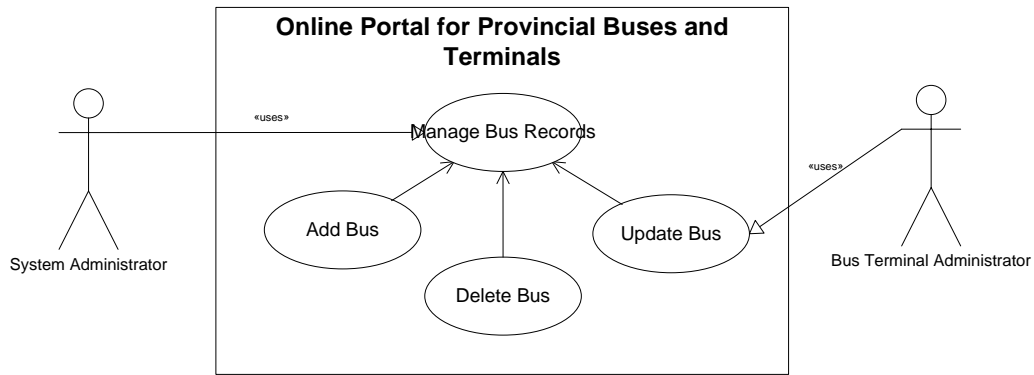 Online Portal for Provincial Buses and
Terminals
«uses»
Manage Bus Records
«uses»
Add Bus
Update Bus
Delete Bus
System Administrator
Bus Terminal Administrator